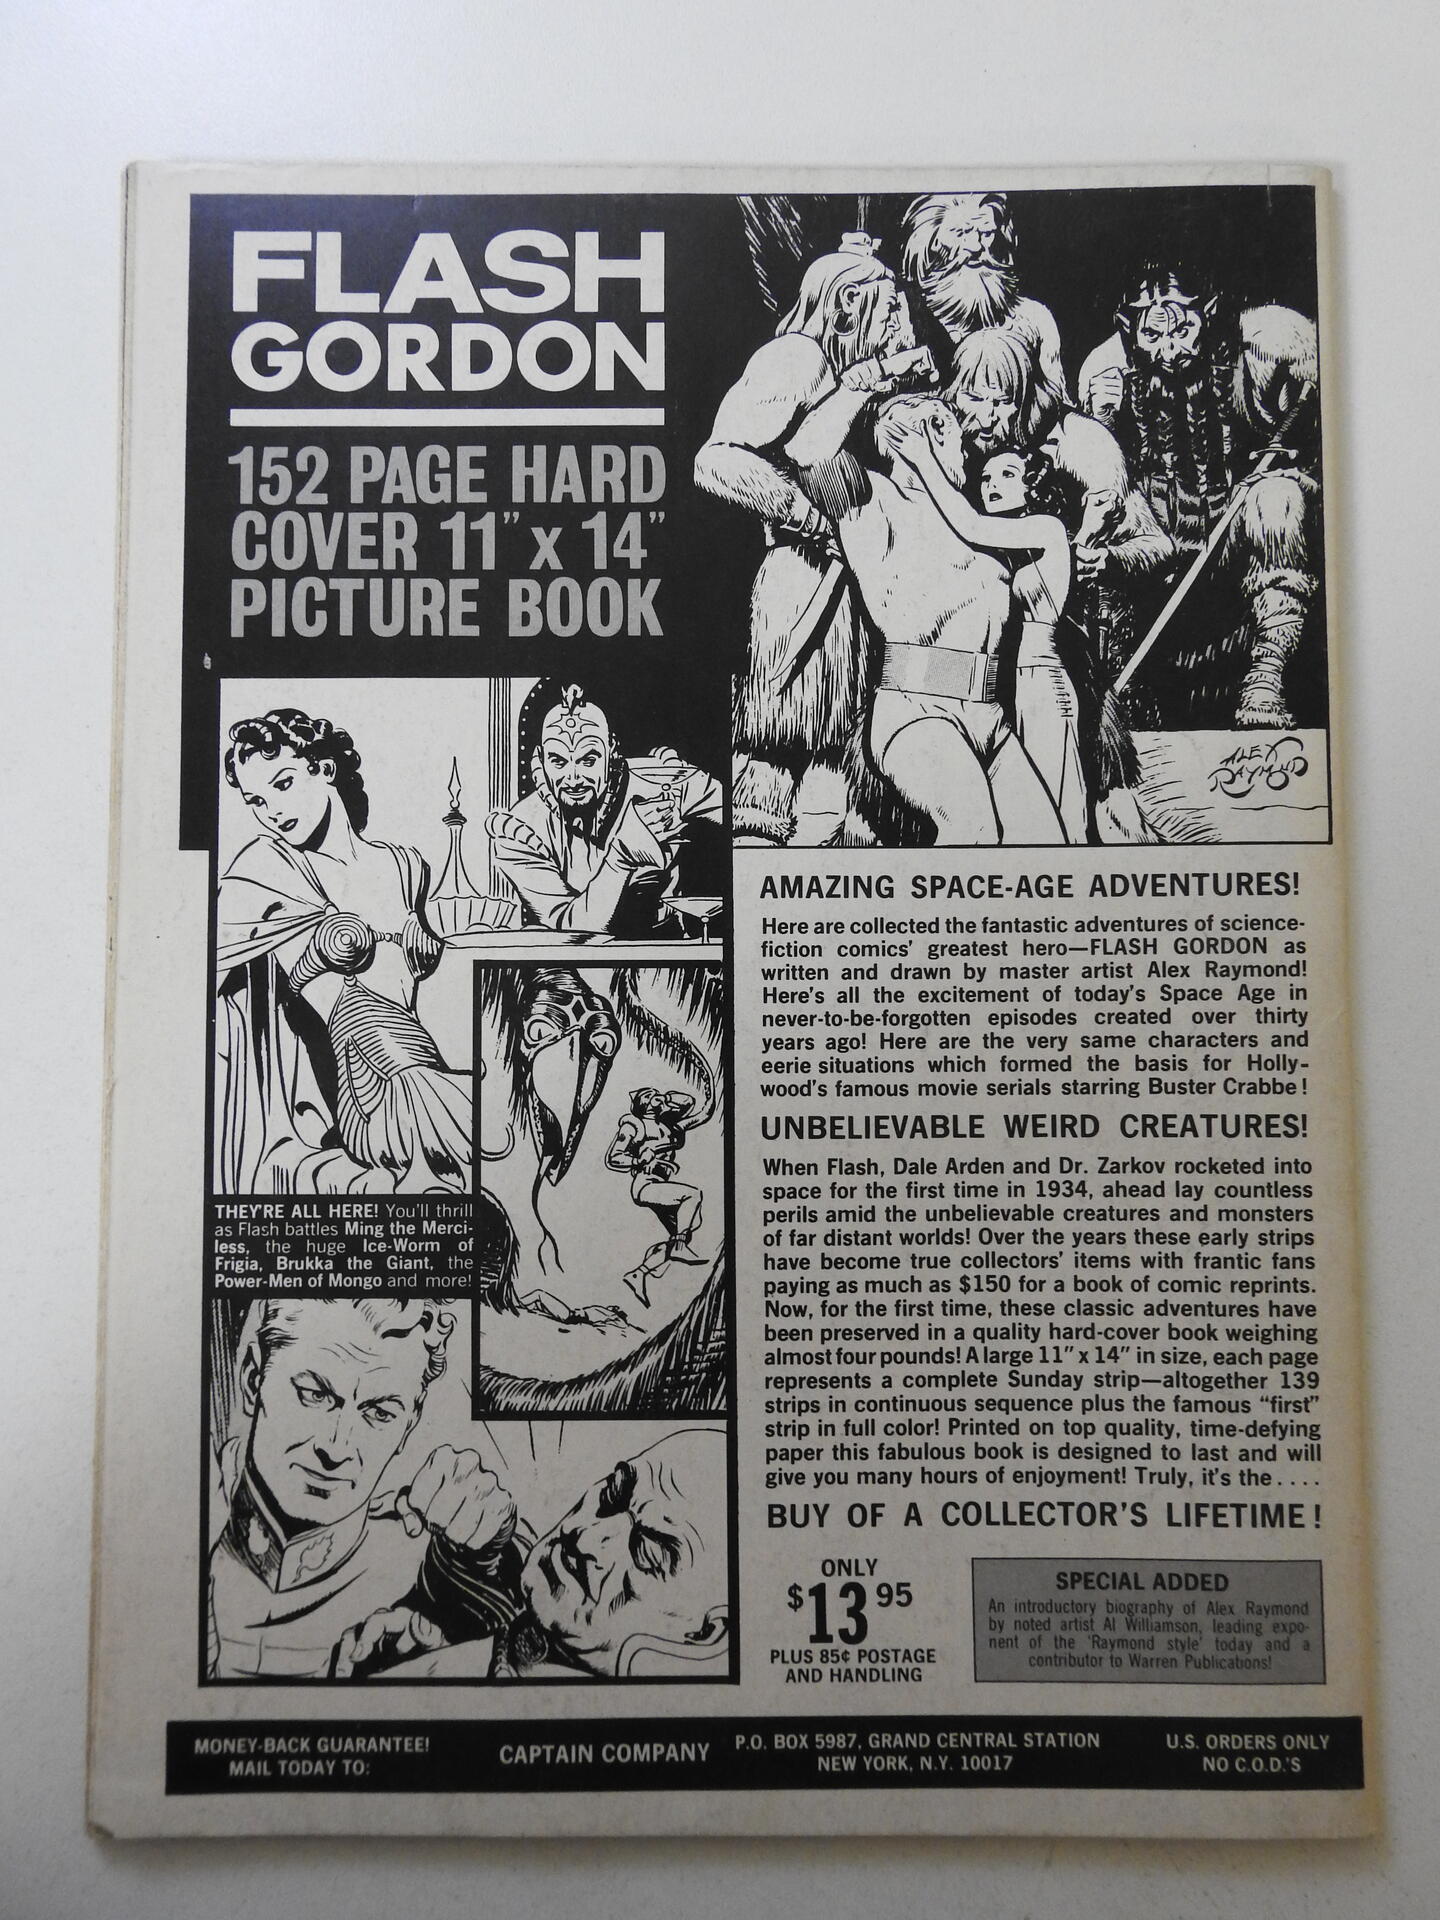 FLASH
GORDON
152 PAGE HARD
COVER 11" x 14"
PICTURE BOOK
ALEX
RAYMOND
THEY'RE ALL HERE! You'll thrill
as Flash battles Ming the Merci-
less, the huge Ice-Worm of
Frigia, Brukka the Giant, the
Power-Men of Mongo and more!
AMAZING SPACE-AGE ADVENTURES!
Here are collected the fantastic adventures of science-
fiction comics' greatest hero—FLASH GORDON as
written and drawn by master artist Alex Raymond!
Here's all the excitement of today's Space Age in
never-to-be-forgotten episodes created over thirty
years ago! Here are the very same characters and
eerie situations which formed the basis for Holly-
wood's famous movie serials starring Buster Crabbe!
UNBELIEVABLE WEIRD CREATURES!
When Flash, Dale Arden and Dr. Zarkov rocketed into
space for the first time in 1934, ahead lay countless
perils amid the unbelievable creatures and monsters
of far distant worlds! Over the years these early strips
have become true collectors' items with frantic fans
paying as much as $150 for a book of comic reprints.
Now, for the first time, these classic adventures have
been preserved in a quality hard-cover book weighing
almost four pounds! A large 11" x 14" in size, each page
represents a complete Sunday strip—altogether 139
strips in continuous sequence plus the famous "first"
strip in full color! Printed on top quality, time-defying
paper this fabulous book is designed to last and will
give you many hours of enjoyment! Truly, it's the . . . .
BUY OF A COLLECTOR'S LIFETIME!
ONLY
$13 95
PLUS 85¢ POSTAGE
AND HANDLING
SPECIAL ADDED
An introductory biography of Alex Raymond
by noted artist Al Williamson, leading expo-
nent of the 'Raymond style' today and a
contributor to Warren Publications!
MONEY-BACK GUARANTEE!
MAIL TODAY TO:
CAPTAIN COMPANY
P.O. BOX 5987, GRAND CENTRAL STATION
NEW YORK, N.Y. 10017
U.S. ORDERS ONLY
NO C.O.D.'S